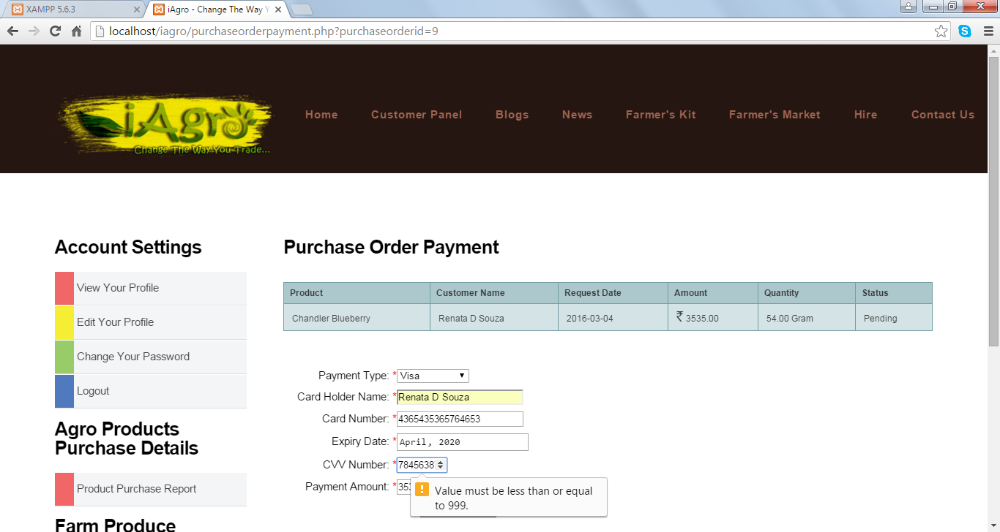 XAMPP 5.6.3
iAgro - Change The Way Y
localhost/iagro/purchaseorderpayment.php?purchaseorderid=9
iAgro
Change The Way You Trade...
Home Customer Panel Blogs News Farmer's Kit Farmer's Market Hire Contact Us
Account Settings
View Your Profile
Edit Your Profile
Change Your Password
Logout
Agro Products
Purchase Details
Product Purchase Report
Farm Produce
Purchase Order Payment
Product Customer Name Request Date Amount Quantity Status
Chandler Blueberry Renata D Souza 2016-03-04 ₹ 3535.00 54.00 Gram Pending
Payment Type: *Visa
Card Holder Name: *Renata D Souza
Card Number: *4365435365764653
Expiry Date: *April, 2020
CVV Number: *7845638
Payment Amount: *353
Value must be less than or equal
to 999.